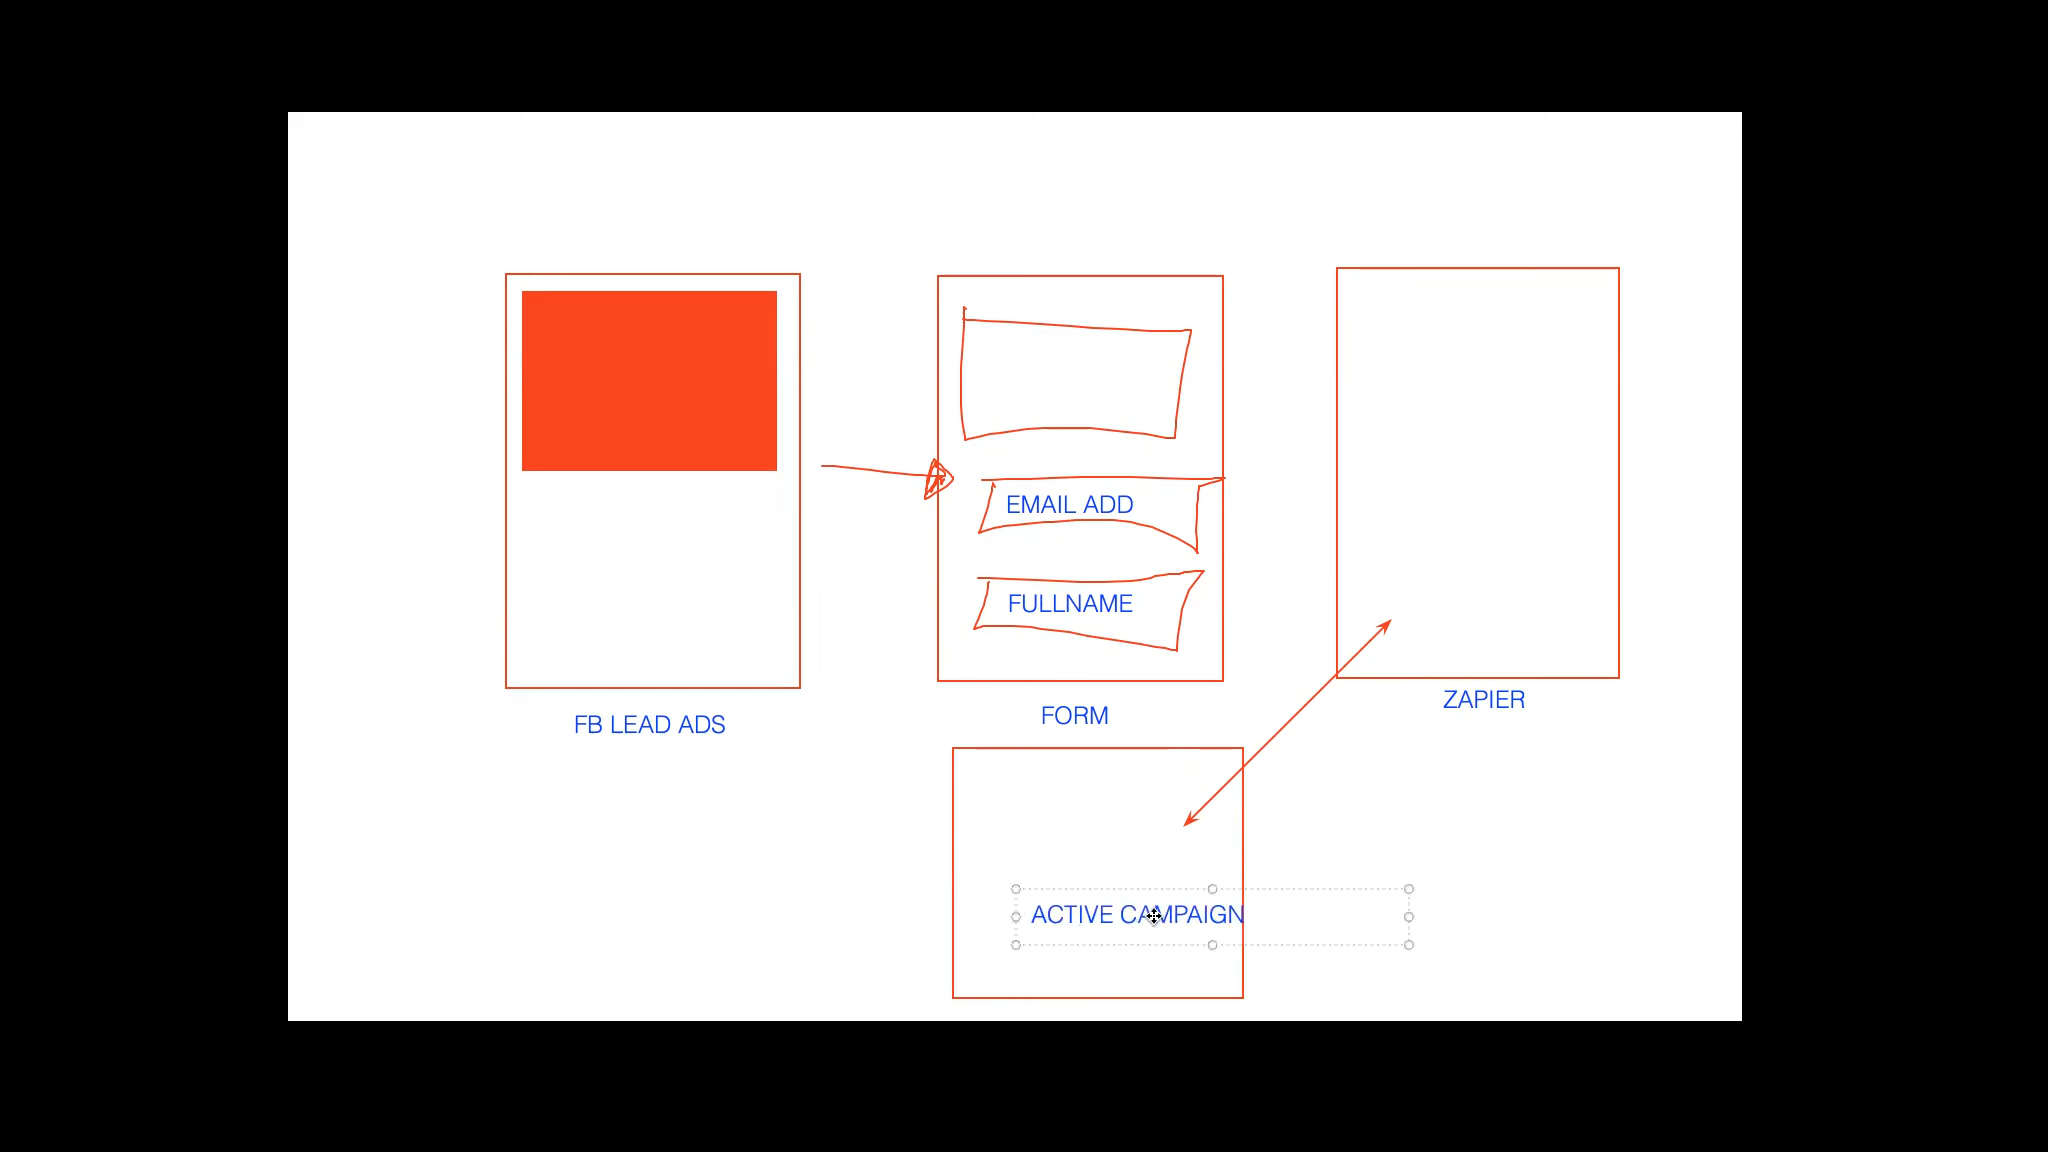 EMAIL ADD
FULLNAME
FB LEAD ADS
FORM
ZAPIER
ACTIVE CAMPAIGN